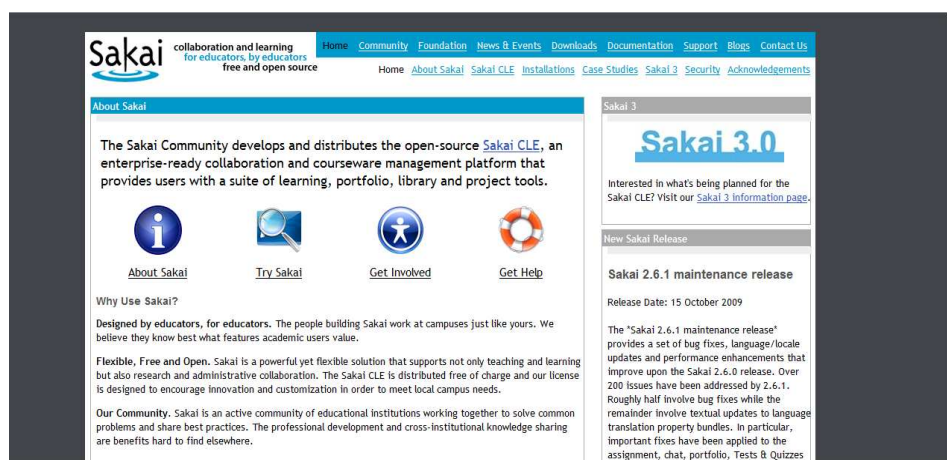 Sakai
collaboration and learning
for educators, by educators
free and open source
Home Community Foundation News & Events Downloads Documentation Support Blogs Contact Us
Home About Sakai Sakai CLE Installations Case Studies Sakai 3 Security Acknowledgements
About Sakai
The Sakai Community develops and distributes the open-source Sakai CLE, an
enterprise-ready collaboration and courseware management platform that
provides users with a suite of learning, portfolio, library and project tools.
About Sakai Try Sakai Get Involved Get Help
Why Use Sakai?
Designed by educators, for educators. The people building Sakai work at campuses just like yours. We
believe they know best what features academic users value.
Flexible, Free and Open. Sakai is a powerful yet flexible solution that supports not only teaching and learning
but also research and administrative collaboration. The Sakai CLE is distributed free of charge and our license
is designed to encourage innovation and customization in order to meet local campus needs.
Our Community. Sakai is an active community of educational institutions working together to solve common
problems and share best practices. The professional development and cross-institutional knowledge sharing
are benefits hard to find elsewhere.
Sakai 3
Sakai 3.0
Interested in what's being planned for the
Sakai CLE? Visit our Sakai 3 information page.
New Sakai Release
Sakai 2.6.1 maintenance release
Release Date: 15 October 2009
The "Sakai 2.6.1 maintenance release"
provides a set of bug fixes, language/locale
updates and performance enhancements that
improve upon the Sakai 2.6.0 release. Over
200 issues have been addressed by 2.6.1.
Roughly half involve bug fixes while the
remainder involve textual updates to language
translation property bundles. In particular,
important fixes have been applied to the
assignment, chat, portfolio, Tests & Quizzes